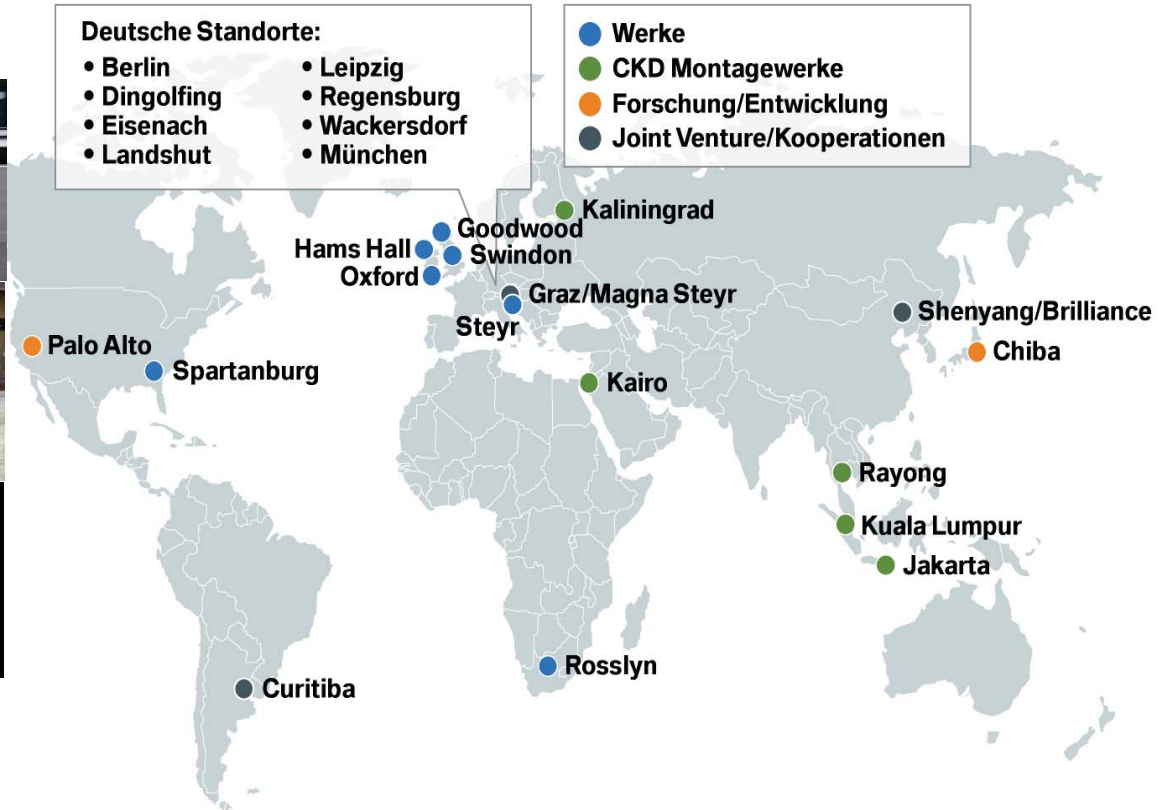 Deutsche Standorte:
• Berlin
• Dingolfing
• Eisenach
• Landshut
• Leipzig
• Regensburg
• Wackersdorf
• München
Werke
CKD Montagewerke
Forschung/Entwicklung
Joint Venture/Kooperationen
Kaliningrad
Goodwood
Hams Hall
Swindon
Oxford
Graz/Magna Steyr
Steyr
Shenyang/Brilliance
Palo Alto
Chiba
Spartanburg
Kairo
Rayong
Kuala Lumpur
Jakarta
Rosslyn
Curitiba